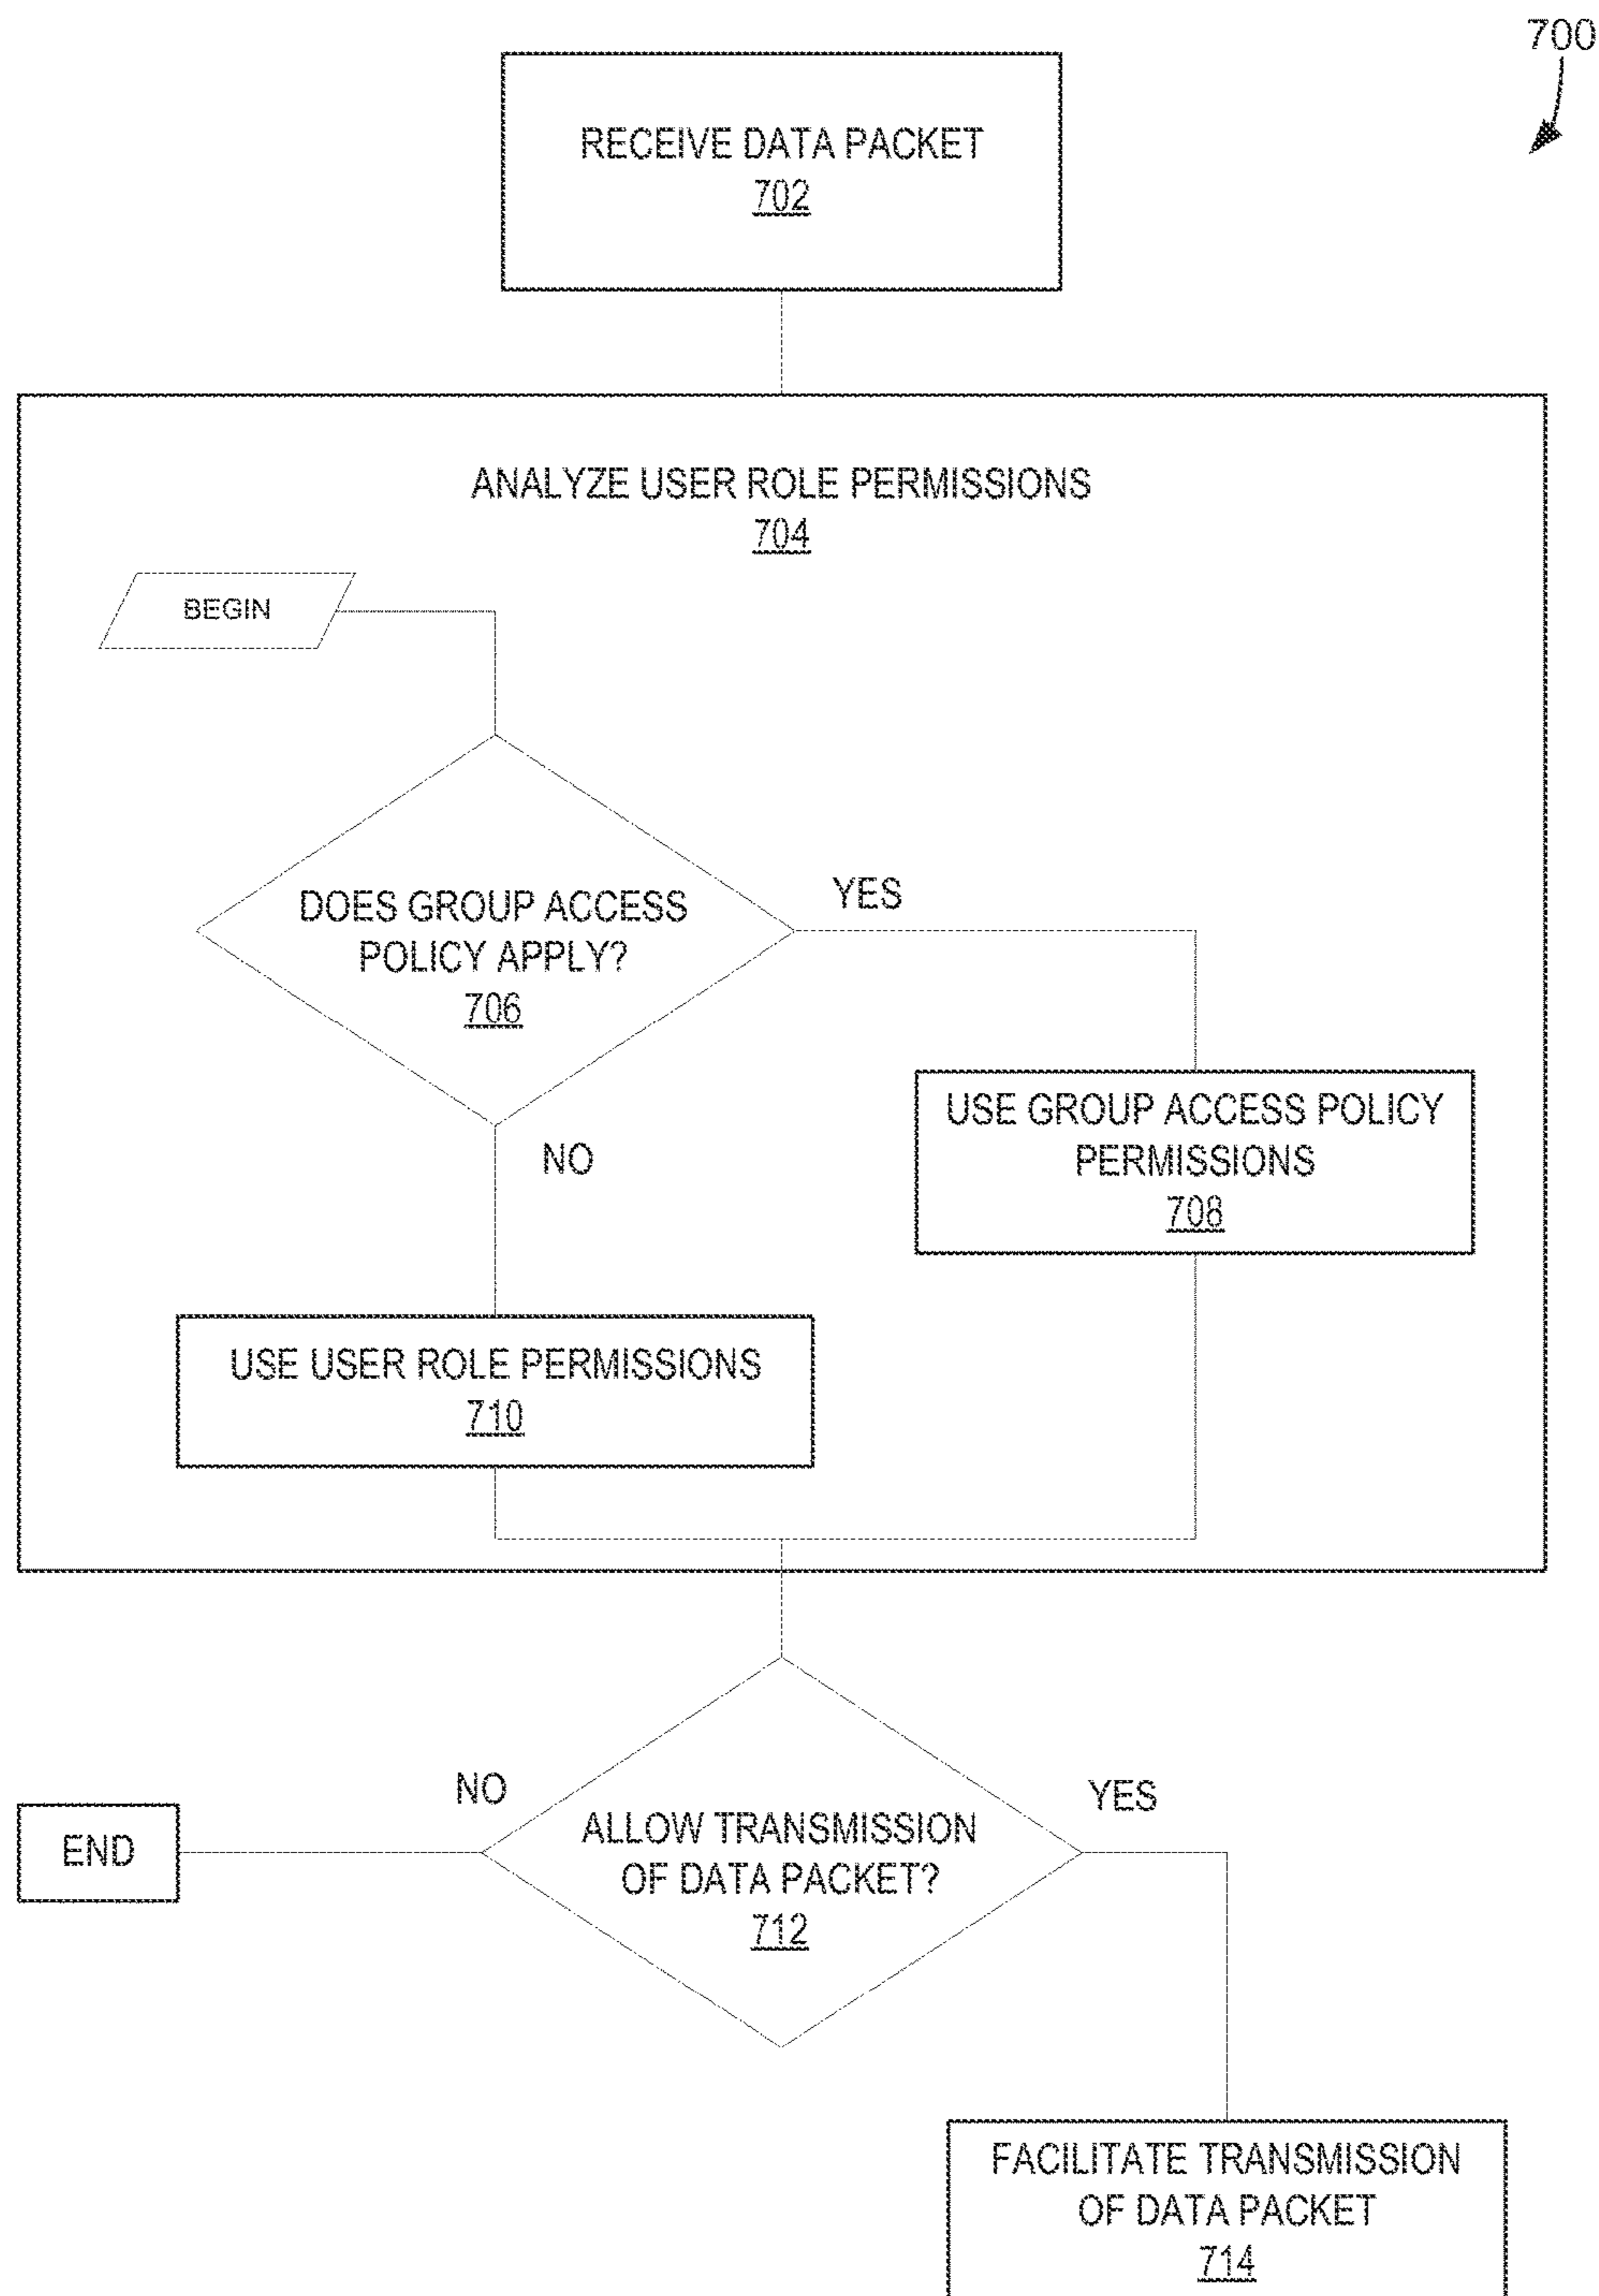 700
RECEIVE DATA PACKET
702
ANALYZE USER ROLE PERMISSIONS
704
BEGIN
DOES GROUP ACCESS
POLICY APPLY?
706
YES
NO
USE GROUP ACCESS POLICY
PERMISSIONS
708
USE USER ROLE PERMISSIONS
710
NO
YES
END
ALLOW TRANSMISSION
OF DATA PACKET?
712
FACILITATE TRANSMISSION
OF DATA PACKET
714